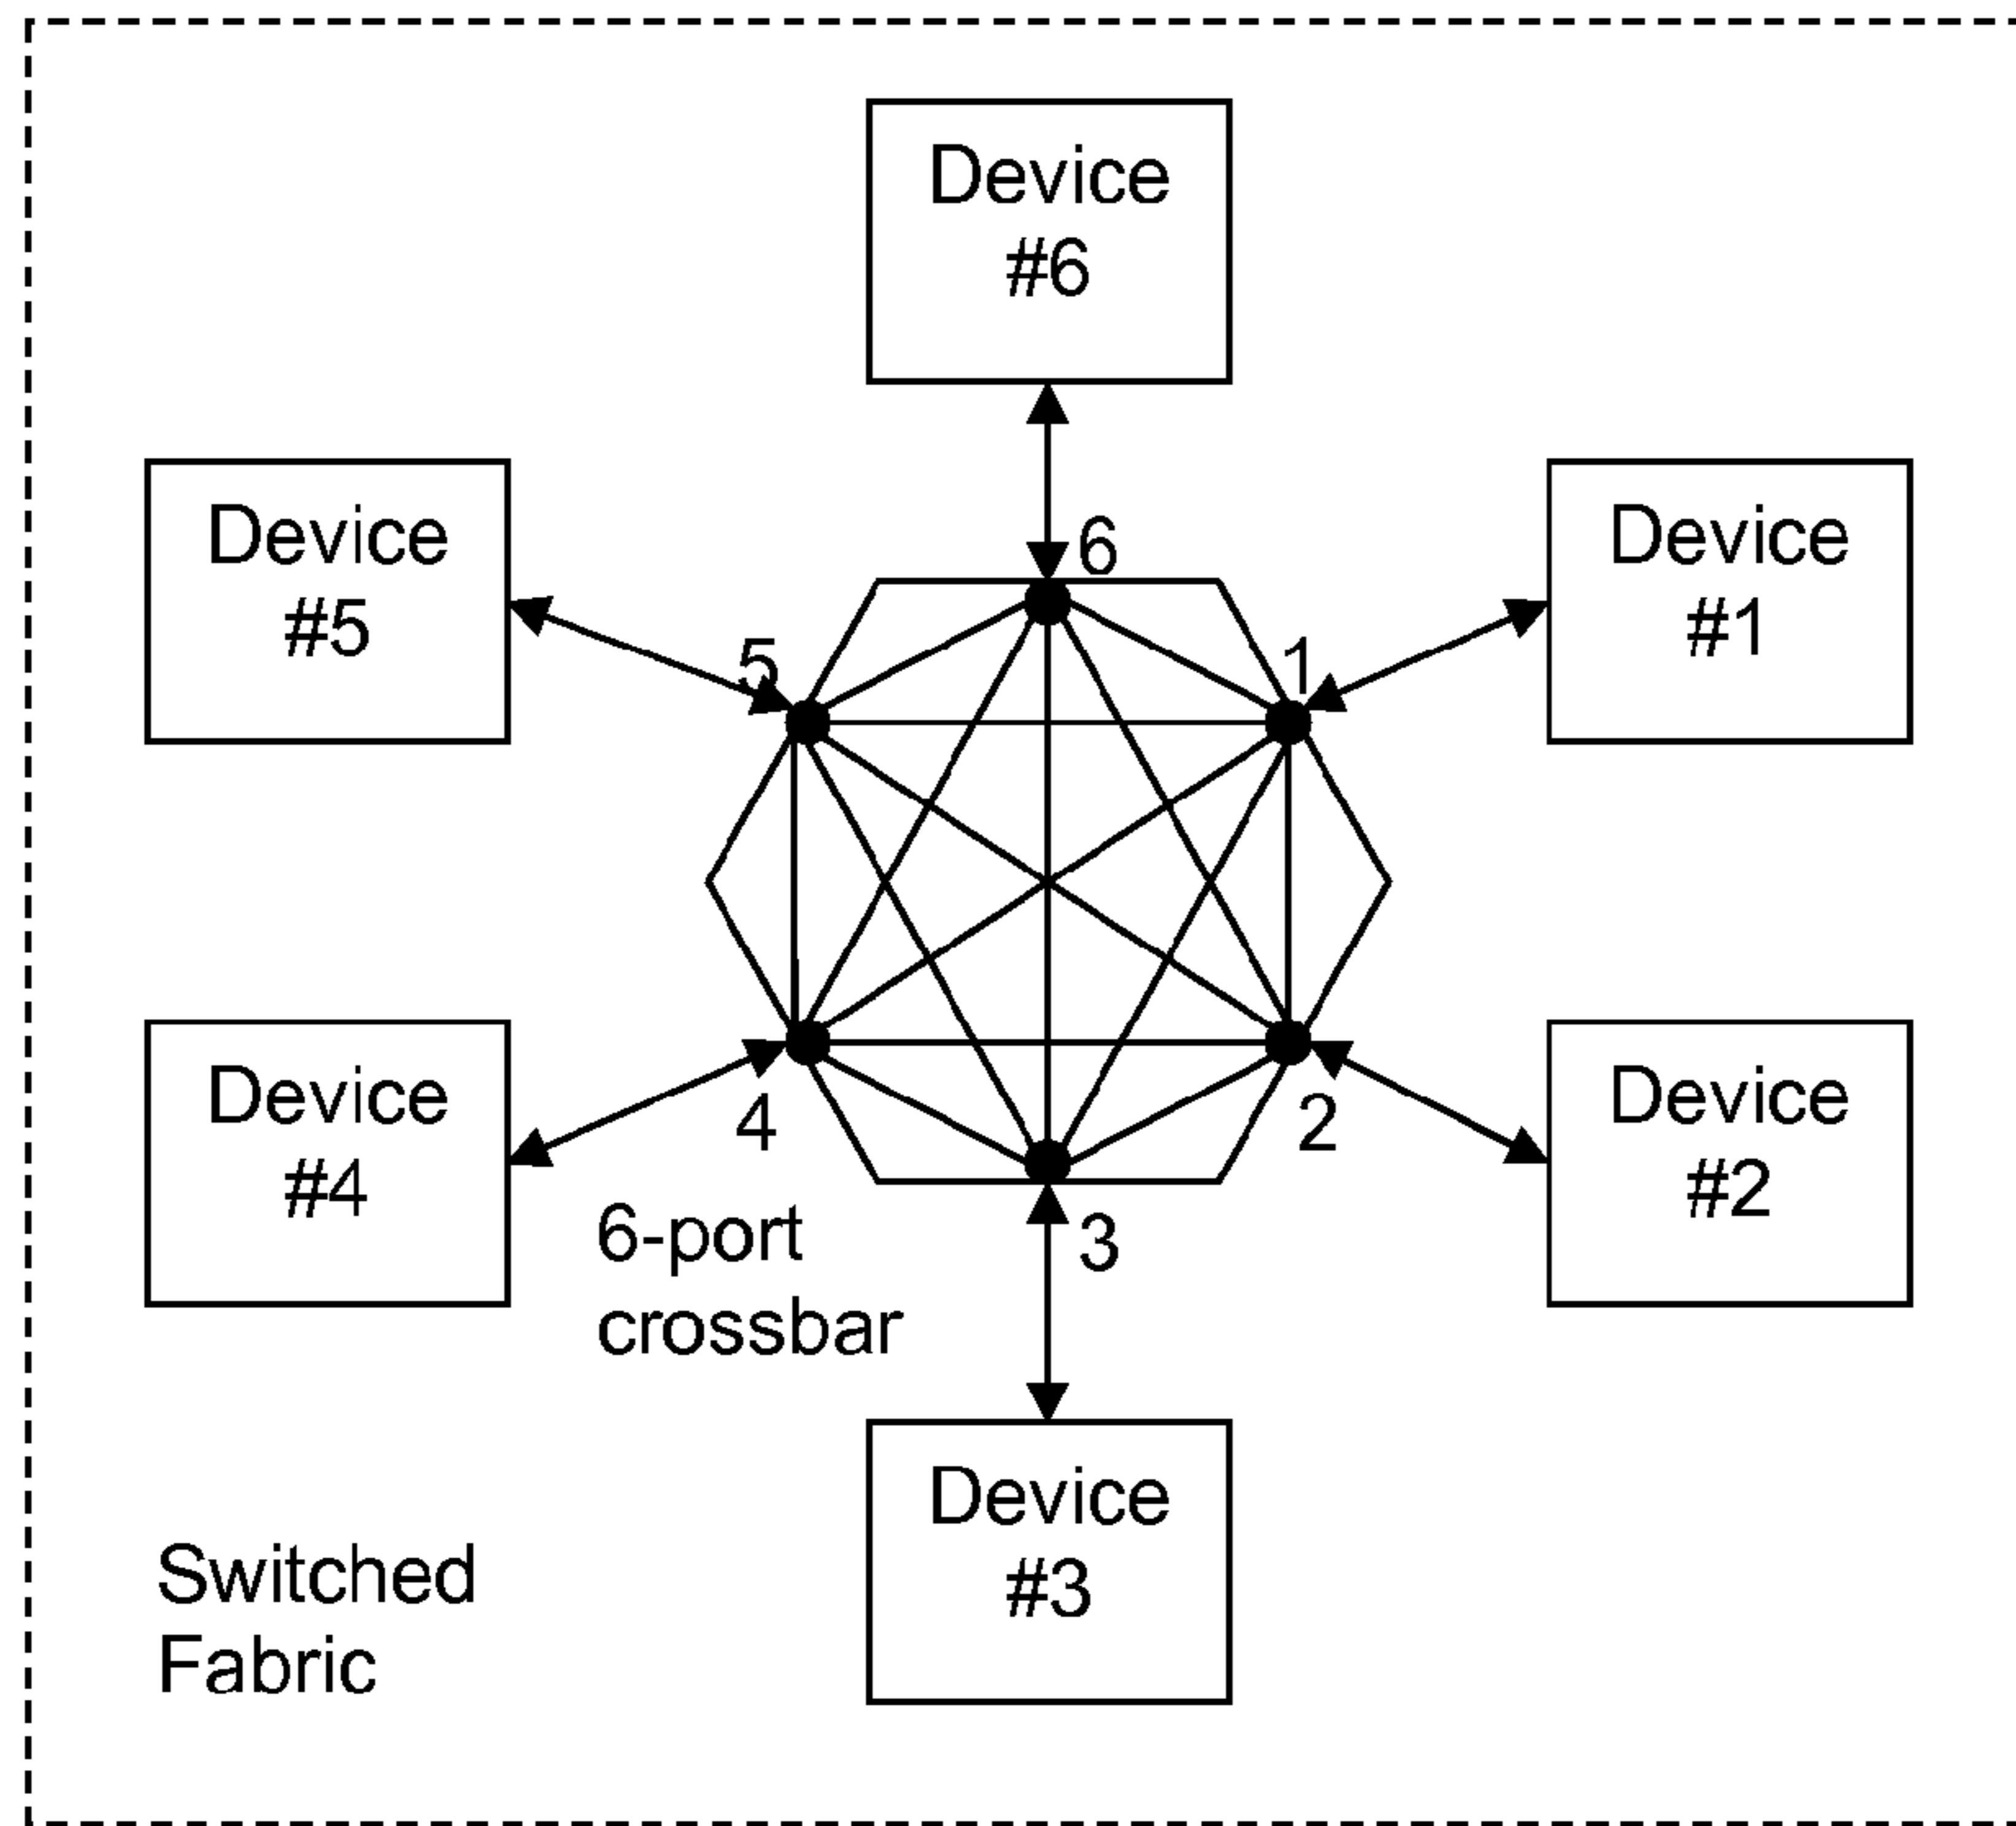 Device
#6
Device
#5
Device
#1
6
5
1
Device
#4
4
2
Device
#2
6-port
crossbar
3
Device
#3
Switched
Fabric